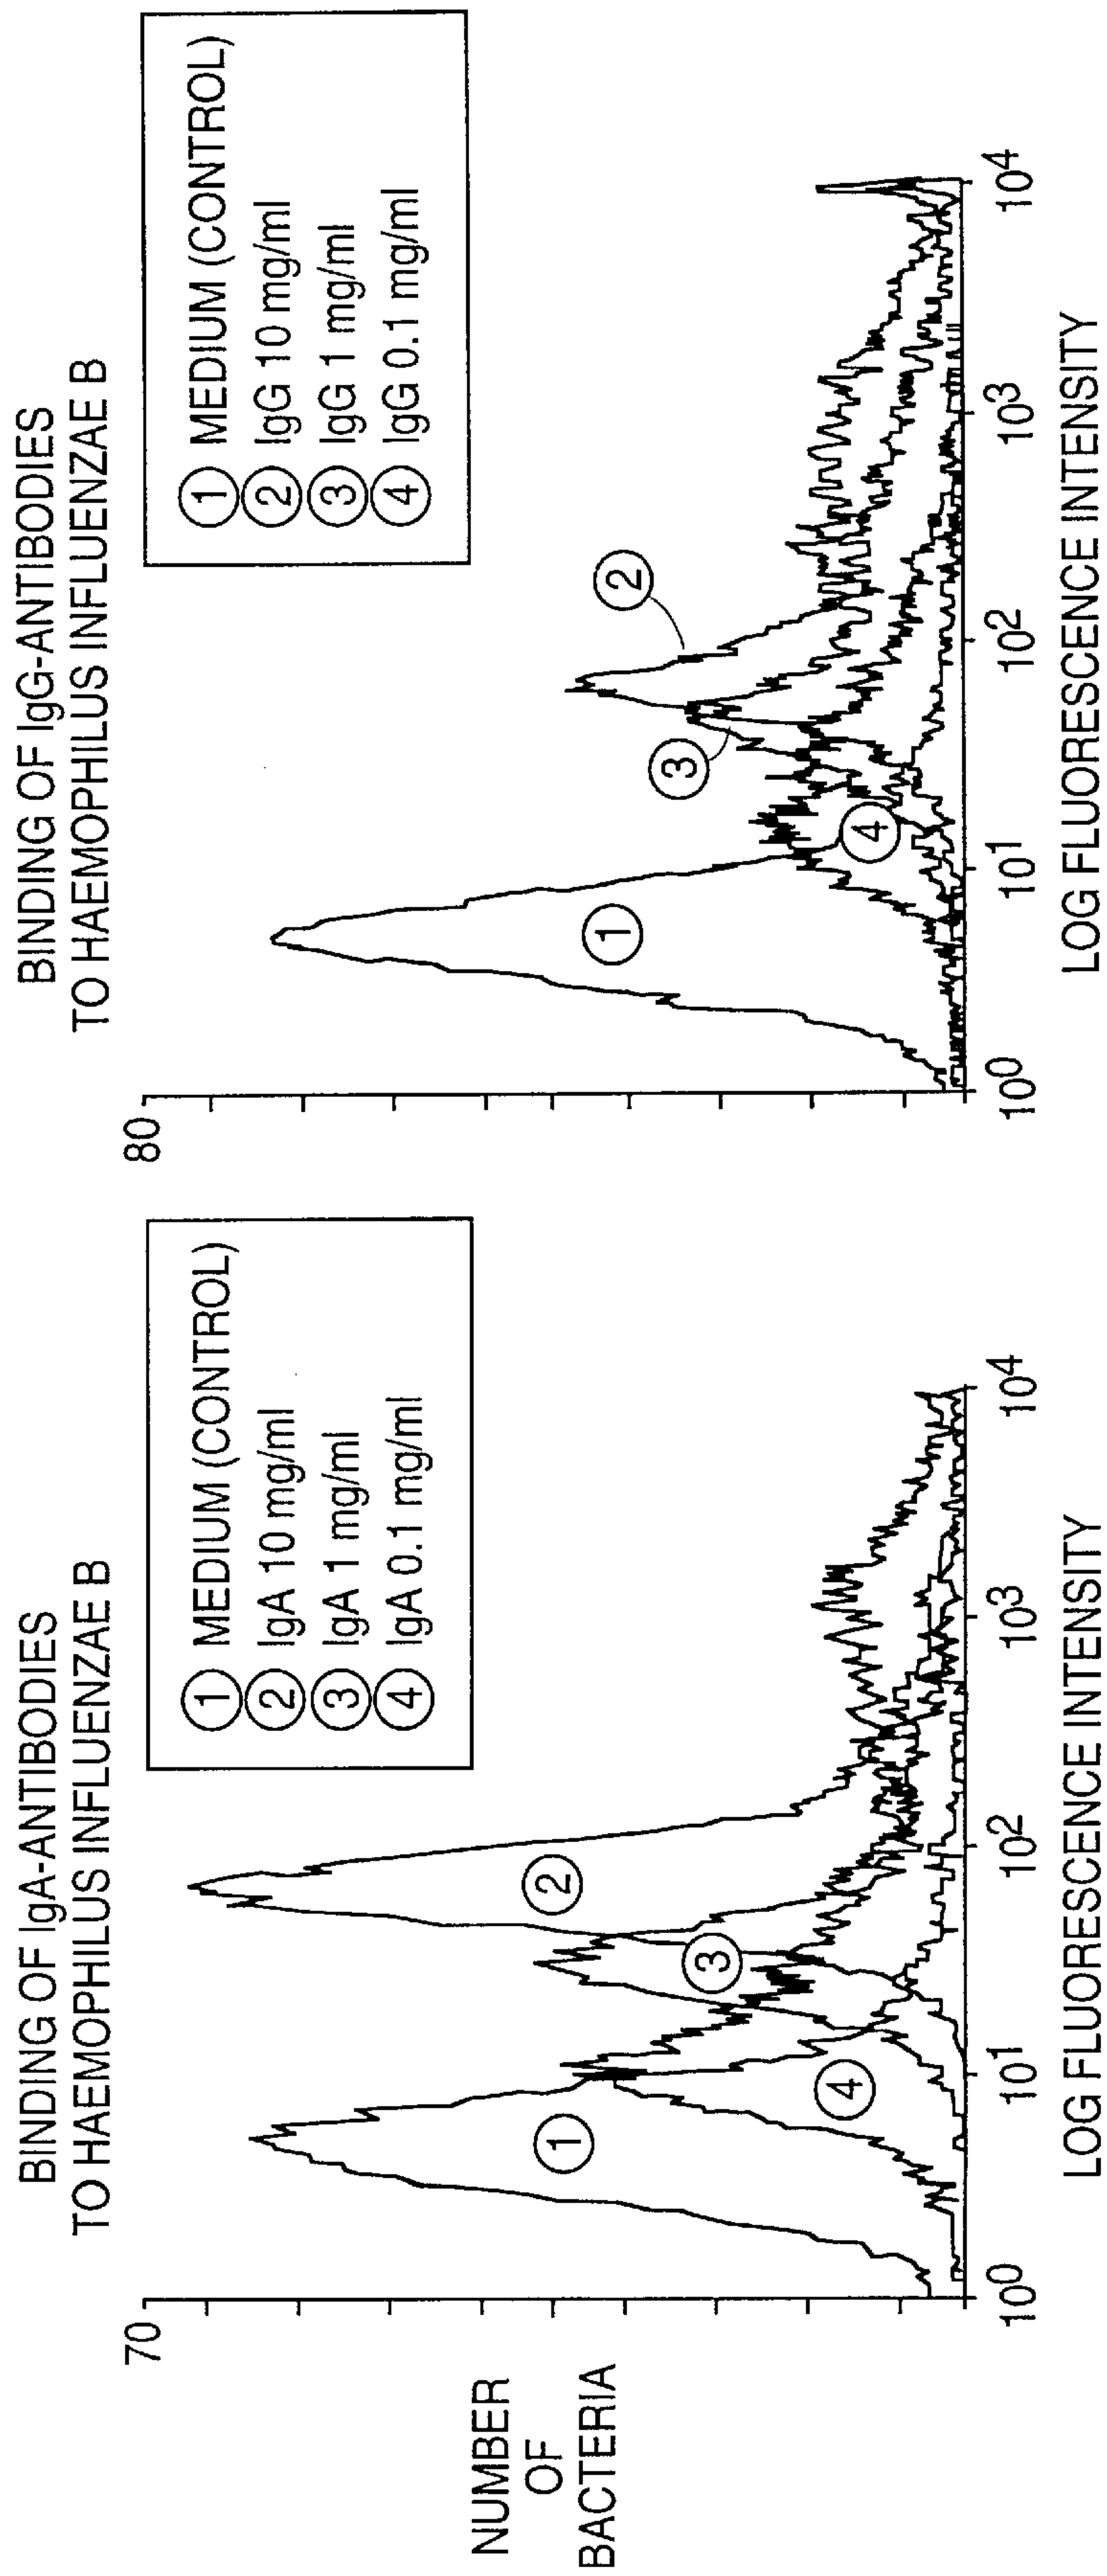 BINDING OF IgA-ANTIBODIES
TO HAEMOPHILUS INFLUENZAE B
70
NUMBER
OF
BACTERIA
1 MEDIUM (CONTROL)
2 IgA 10 mg/ml
3 IgA 1 mg/ml
4 IgA 0.1 mg/ml
1
2
3
4
10⁰ 10¹ 10² 10³ 10⁴
LOG FLUORESCENCE INTENSITY
BINDING OF IgG-ANTIBODIES
TO HAEMOPHILUS INFLUENZAE B
80
1 MEDIUM (CONTROL)
2 IgG 10 mg/ml
3 IgG 1 mg/ml
4 IgG 0.1 mg/ml
1
2
3
4
10⁰ 10¹ 10² 10³ 10⁴
LOG FLUORESCENCE INTENSITY